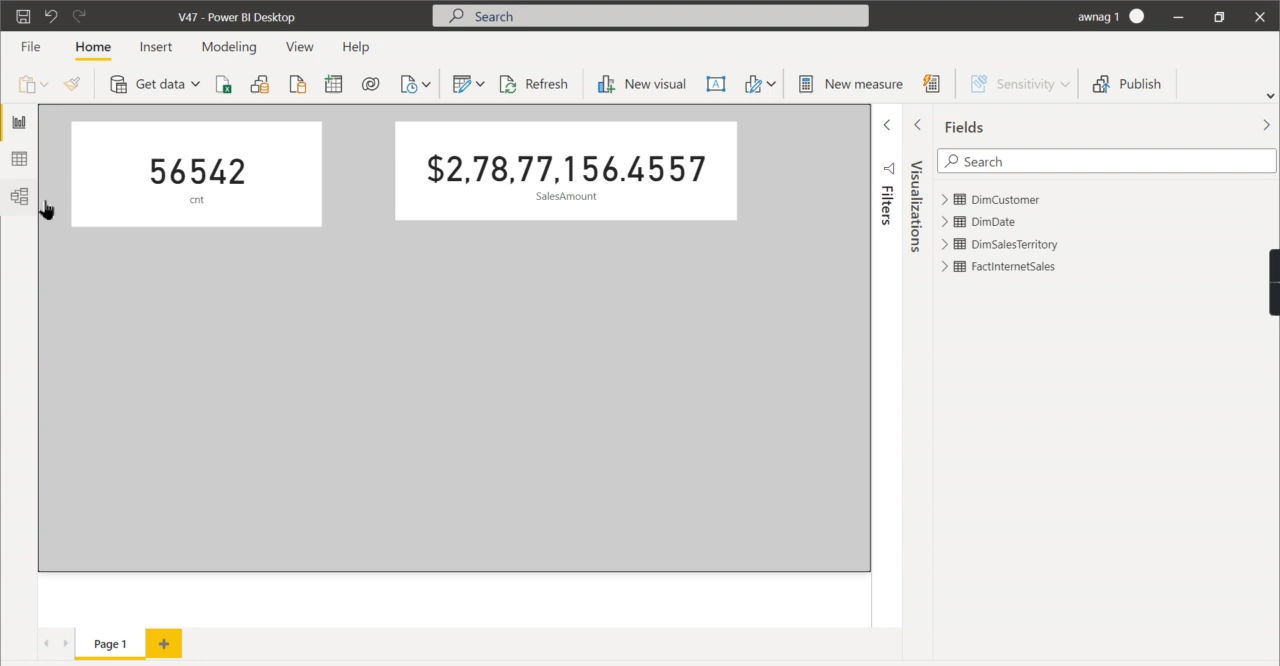 V47 - Power BI Desktop
Search
awnag 1
File
Home
Insert
Modeling
View
Help
Get data
Refresh
New visual
New measure
Sensitivity
Publish
56542
cnt
$2,78,77,156.4557
SalesAmount
Filters
Visualizations
Fields
Search
DimCustomer
DimDate
DimSalesTerritory
FactInternetSales
Page 1